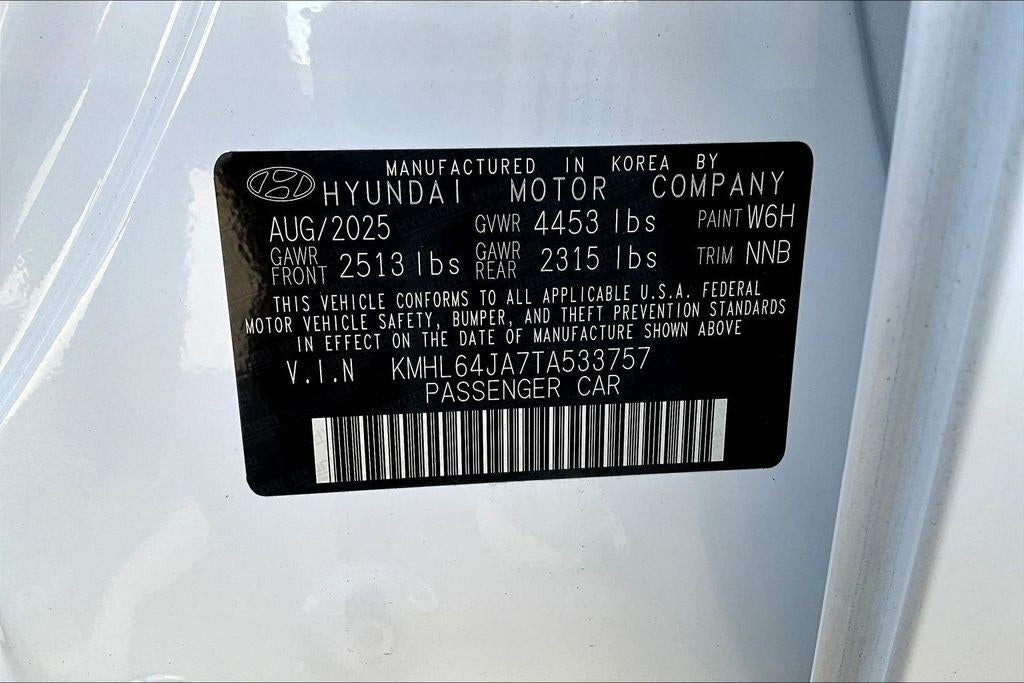 MANUFACTURED IN KOREA BY
HYUNDAI MOTOR COMPANY
AUG/2025 GVWR 4453 lbs PAINT W6H
GAWR FRONT 2513 lbs GAWR REAR 2315 lbs TRIM NNB
THIS VEHICLE CONFORMS TO ALL APPLICABLE U.S.A. FEDERAL
MOTOR VEHICLE SAFETY, BUMPER, AND THEFT PREVENTION STANDARDS
IN EFFECT ON THE DATE OF MANUFACTURE SHOWN ABOVE
V.I.N KMHL64JA7TA533757
PASSENGER CAR